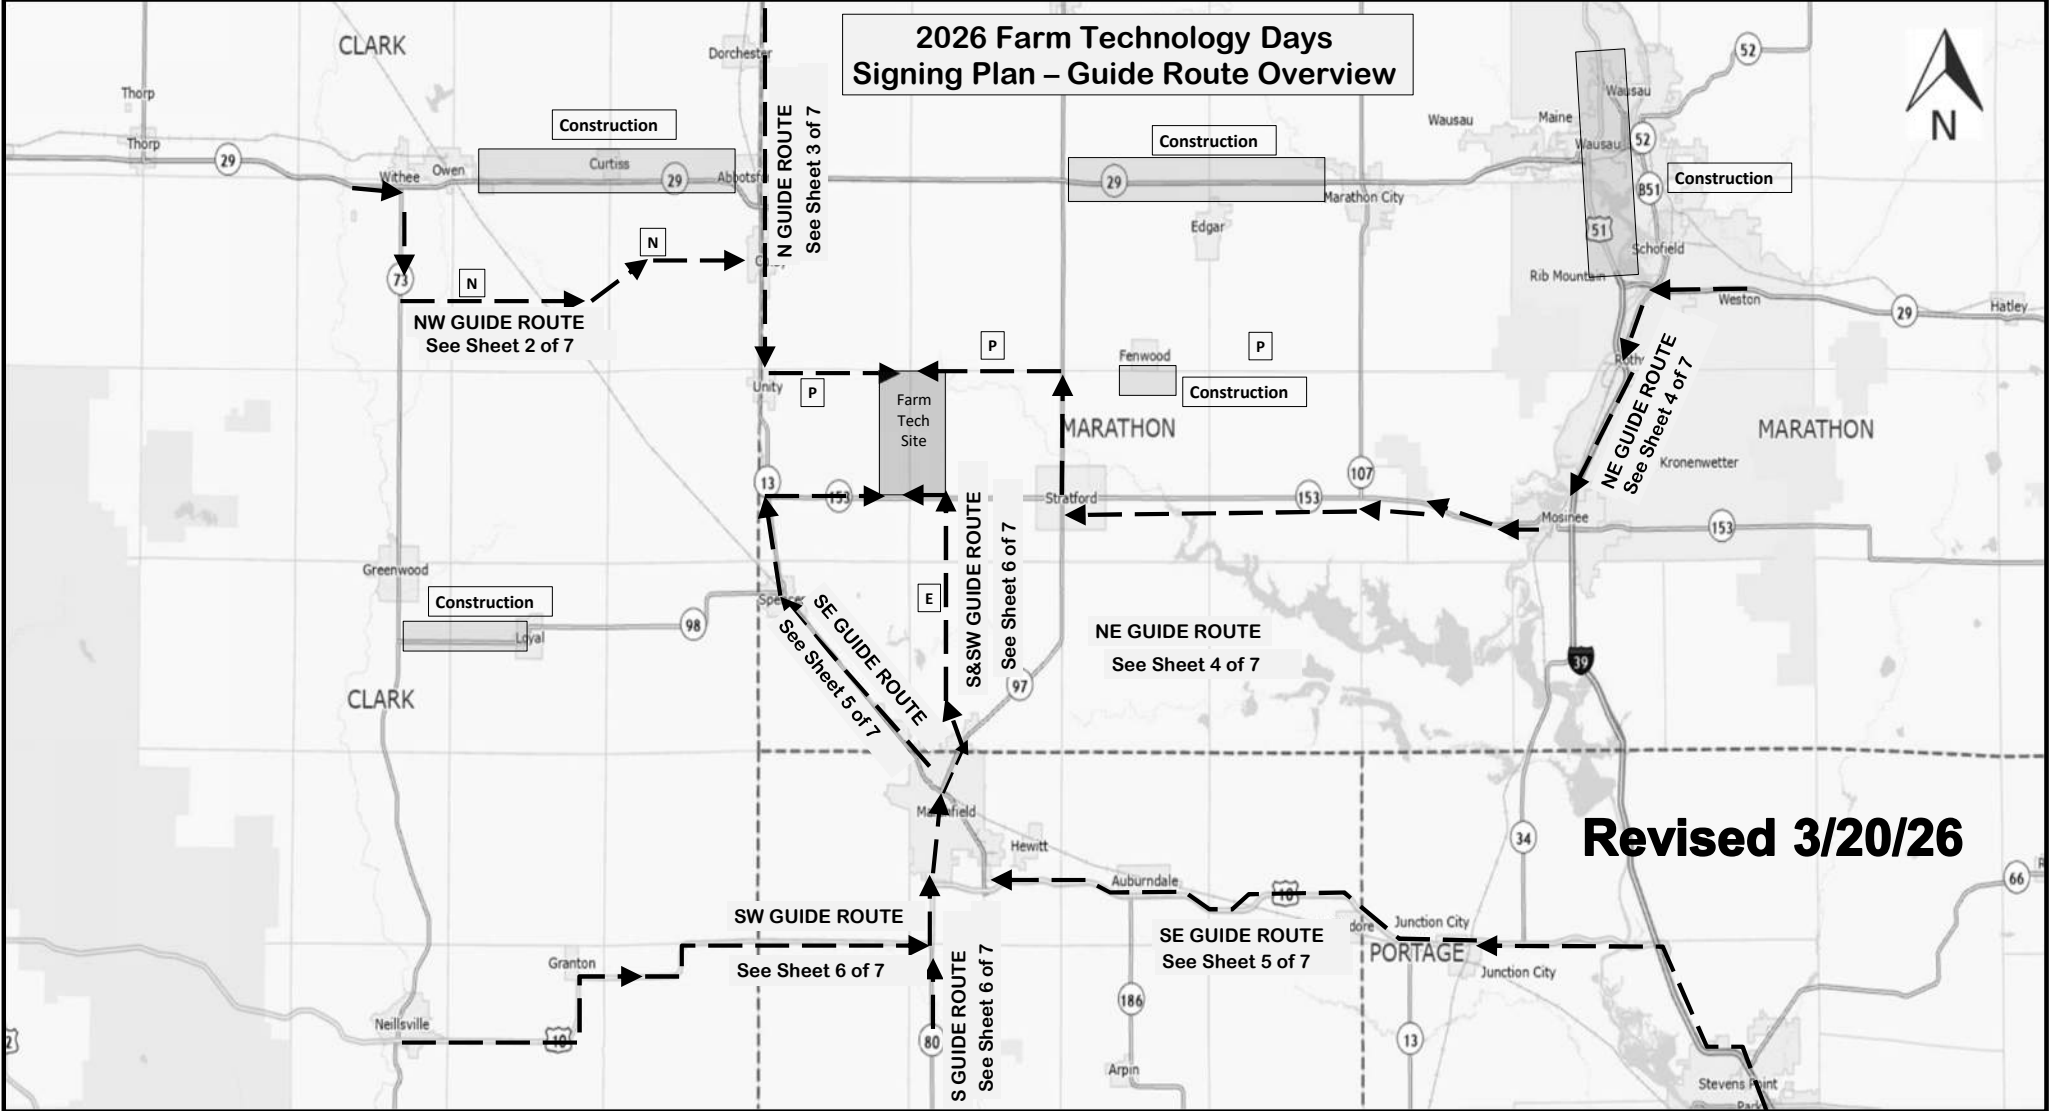 2026 Farm Technology Days
Signing Plan – Guide Route Overview
N
CLARK
Dorchester
Thorp
Thorp
29
Withee
Owen
Construction
Curtiss
29
N GUIDE ROUTE
See Sheet 3 of 7
Construction
29
Edgar
Marathon City
Wausau
Maine
Wausau
Wausau
52
52
B51
Construction
51
Schofield
Rib Mountain
Weston
29
Hatley
73
N
N
NW GUIDE ROUTE
See Sheet 2 of 7
Unity
P
P
Farm
Tech
Site
Fenwood
P
Construction
MARATHON
NE GUIDE ROUTE
See Sheet 4 of 7
MARATHON
Kronenwetter
13
153
Stratford
153
107
Mosinee
153
Greenwood
Construction
Loyal
98
Spencer
SE GUIDE ROUTE
See Sheet 5 of 7
E
S&SW GUIDE ROUTE
See Sheet 6 of 7
97
NE GUIDE ROUTE
See Sheet 4 of 7
39
CLARK
Hewitt
34
Revised 3/20/26
66
Auburndale
10
Junction City
PORTAGE
Junction City
SE GUIDE ROUTE
See Sheet 5 of 7
SW GUIDE ROUTE
See Sheet 6 of 7
Granton
Neillsville
10
S GUIDE ROUTE
See Sheet 6 of 7
80
186
Arpin
13
Stevens Point